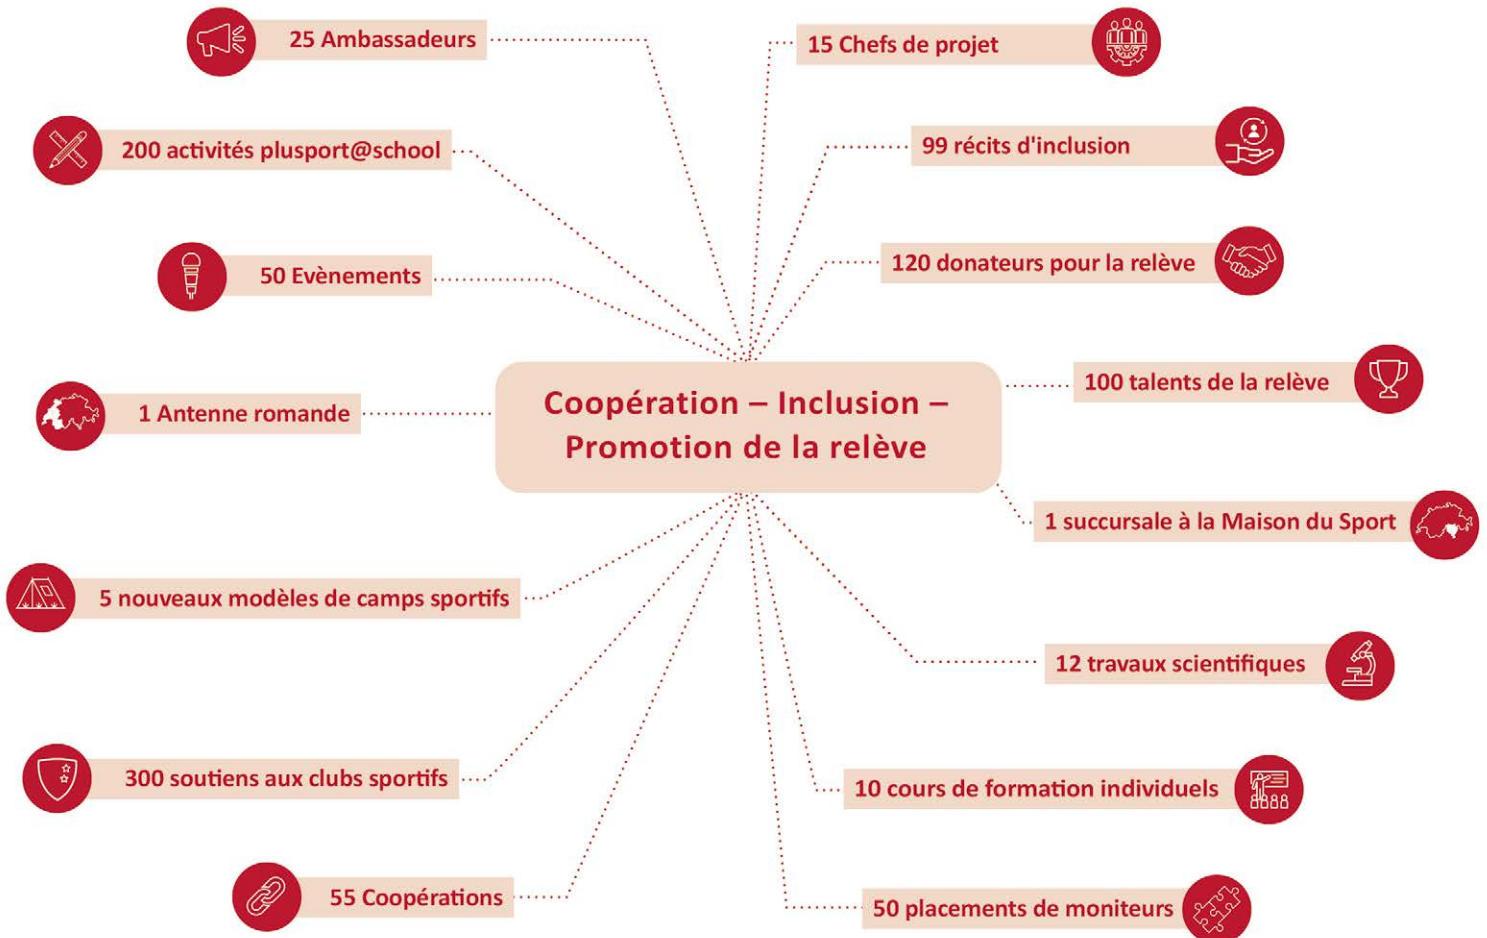 25 Ambassadeurs
15 Chefs de projet
200 activités plusport@school
99 récits d'inclusion
50 Evènements
120 donateurs pour la relève
Coopération – Inclusion –
Promotion de la relève
1 Antenne romande
100 talents de la relève
1 succursale à la Maison du Sport
5 nouveaux modèles de camps sportifs
12 travaux scientifiques
300 soutiens aux clubs sportifs
10 cours de formation individuels
55 Coopérations
50 placements de moniteurs